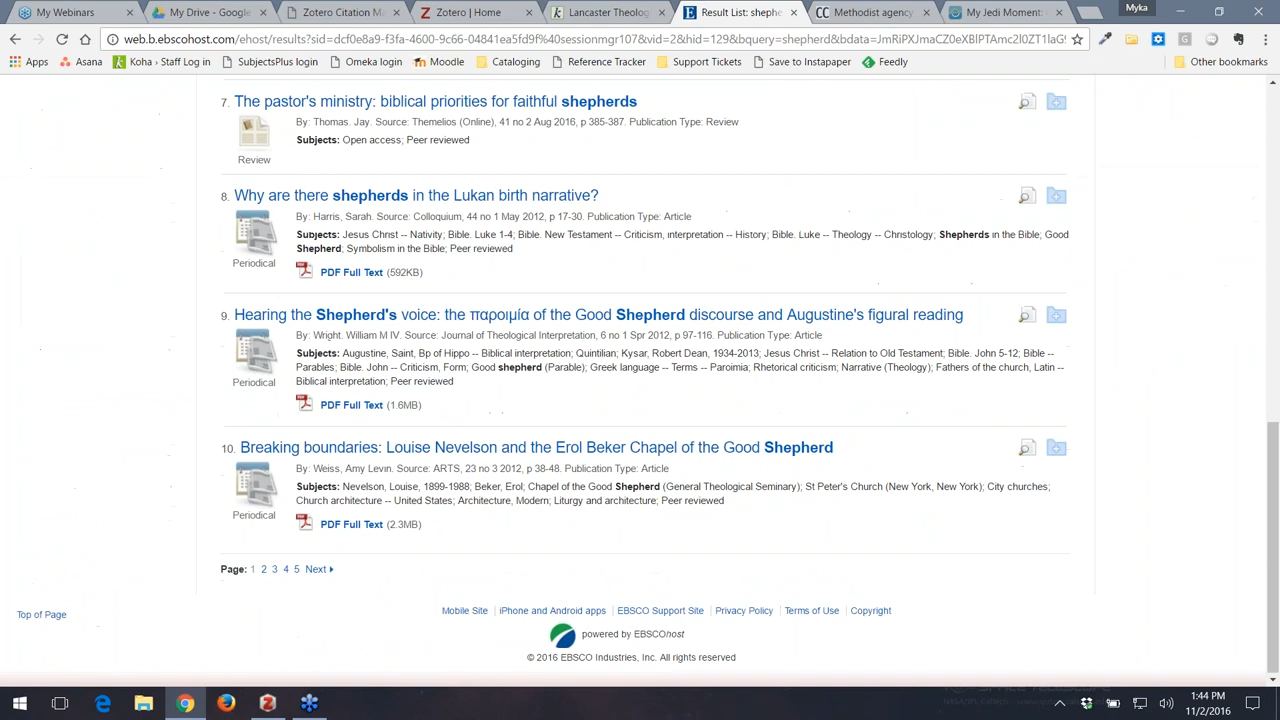 My Webinars
My Drive - Google
Zotero Citation Ma
Zotero | Home
Lancaster Theolog
Result List: shephe
Methodist agency
My Jedi Moment:
Myka
web.b.ebscohost.com/ehost/results?sid=dcf0e8a9-f3fa-4600-9c66-04841ea5fd9f%40sessionmgr107&vid=2&hid=129&bquery=shepherd&bdata=JmRiPXJmaCZ0eXBlPTAmc2l0ZT1laG9
Apps
Asana
Koha › Staff Log in
SubjectsPlus login
Omeka login
Moodle
Cataloging
Reference Tracker
Support Tickets
Save to Instapaper
Feedly
Other bookmarks
7. The pastor's ministry: biblical priorities for faithful shepherds
By: Thomas. Jay. Source: Themelios (Online), 41 no 2 Aug 2016, p 385-387. Publication Type: Review
Subjects: Open access; Peer reviewed
Review
8. Why are there shepherds in the Lukan birth narrative?
By: Harris, Sarah. Source: Colloquium, 44 no 1 May 2012, p 17-30. Publication Type: Article
Subjects: Jesus Christ -- Nativity; Bible. Luke 1-4; Bible. New Testament -- Criticism, interpretation -- History; Bible. Luke -- Theology -- Christology; Shepherds in the Bible; Good
Shepherd; Symbolism in the Bible; Peer reviewed
Periodical
PDF Full Text (592KB)
9. Hearing the Shepherd's voice: the παροιμία of the Good Shepherd discourse and Augustine's figural reading
By: Wright. William M IV. Source: Journal of Theological Interpretation, 6 no 1 Spr 2012, p 97-116. Publication Type: Article
Subjects: Augustine, Saint, Bp of Hippo -- Biblical interpretation; Quintilian; Kysar, Robert Dean, 1934-2013; Jesus Christ -- Relation to Old Testament; Bible. John 5-12; Bible --
Parables; Bible. John -- Criticism, Form; Good shepherd (Parable); Greek language -- Terms -- Paroimia; Rhetorical criticism; Narrative (Theology); Fathers of the church, Latin --
Biblical interpretation; Peer reviewed
Periodical
PDF Full Text (1.6MB)
10. Breaking boundaries: Louise Nevelson and the Erol Beker Chapel of the Good Shepherd
By: Weiss, Amy Levin. Source: ARTS, 23 no 3 2012, p 38-48. Publication Type: Article
Subjects: Nevelson, Louise, 1899-1988; Beker, Erol; Chapel of the Good Shepherd (General Theological Seminary); St Peter's Church (New York, New York); City churches;
Church architecture -- United States; Architecture, Modern; Liturgy and architecture; Peer reviewed
Periodical
PDF Full Text (2.3MB)
Page: 1 2 3 4 5 Next
Top of Page
Mobile Site
iPhone and Android apps
EBSCO Support Site
Privacy Policy
Terms of Use
Copyright
powered by EBSCOhost
© 2016 EBSCO Industries, Inc. All rights reserved
1:44 PM
11/2/2016